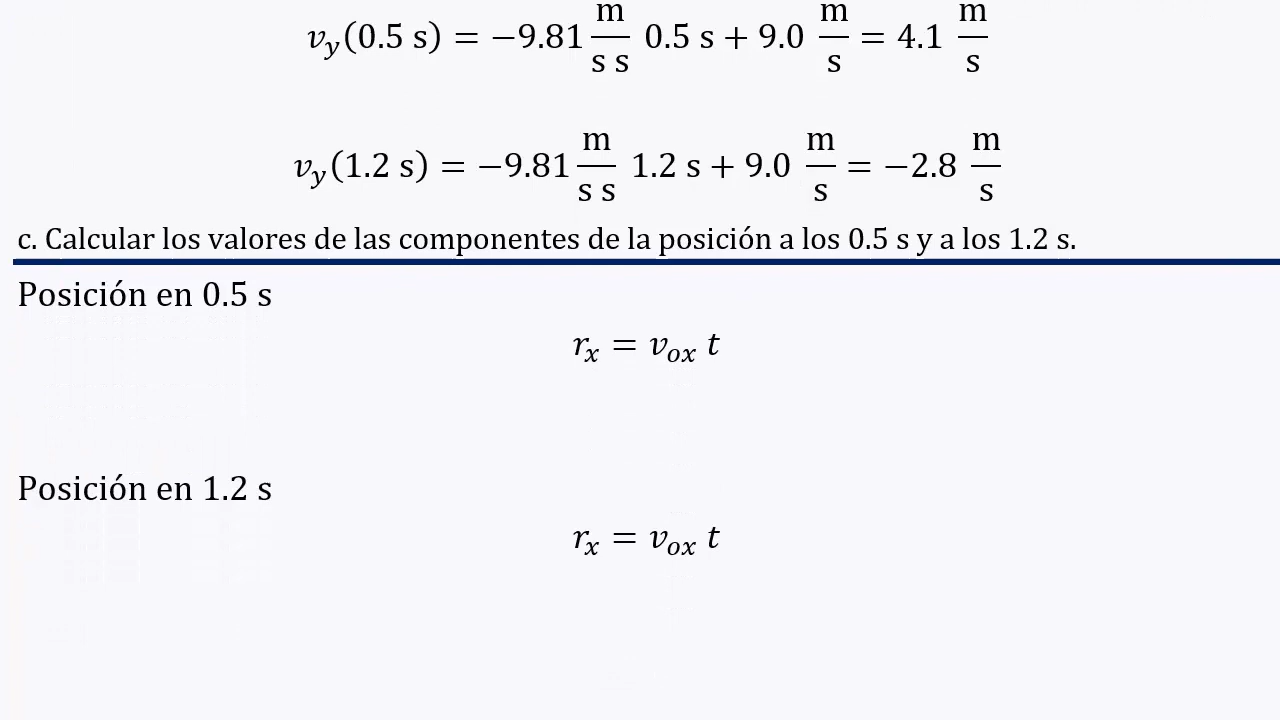 v_y(0.5 s) = −9.81 m/s s 0.5 s + 9.0 m/s = 4.1 m/s
v_y(1.2 s) = −9.81 m/s s 1.2 s + 9.0 m/s = −2.8 m/s
c. Calcular los valores de las componentes de la posición a los 0.5 s y a los 1.2 s.
Posición en 0.5 s
r_x = v_ox t
Posición en 1.2 s
r_x = v_ox t